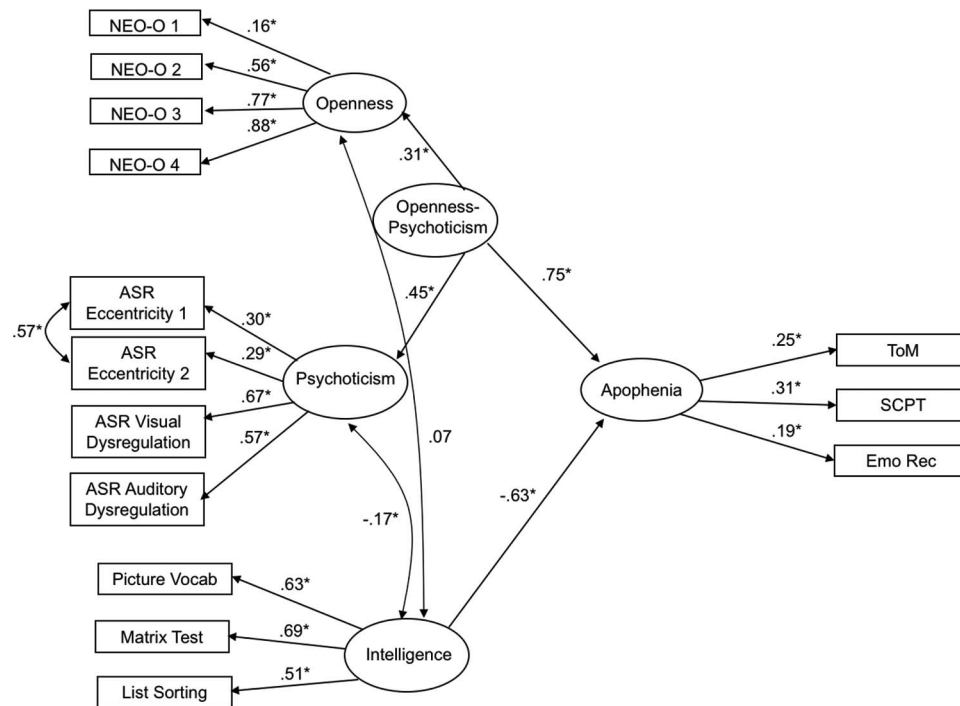 NEO-O 1
.16*
NEO-O 2
.56*
NEO-O 3
.77*
NEO-O 4
.88*
Openness
.31*
Openness-
Psychoticism
.75*
.45*
ASR
Eccentricity 1
.57*
ASR
Eccentricity 2
ASR Visual
Dysregulation
ASR Auditory
Dysregulation
.30*
.29*
.67*
.57*
Psychoticism
.07
-.17*
Apophenia
.25*
ToM
.31*
SCPT
.19*
Emo Rec
-.63*
Picture Vocab
.63*
Matrix Test
.69*
List Sorting
.51*
Intelligence